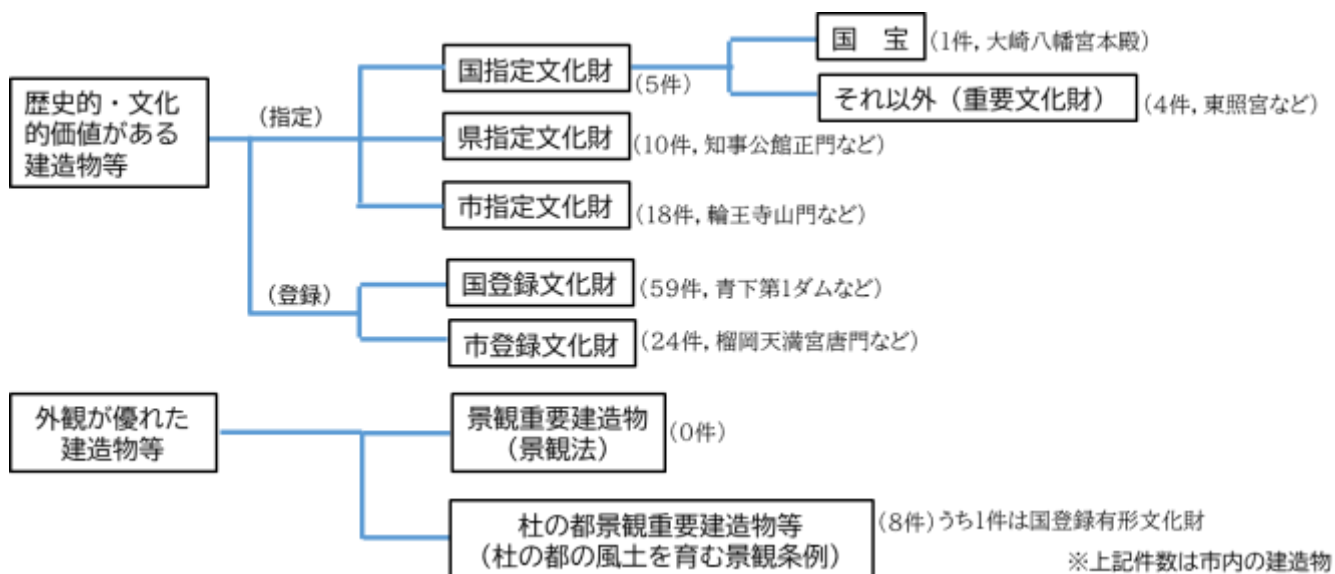 国　宝 (1件, 大崎八幡宮本殿)
国指定文化財 (5件)
それ以外（重要文化財） (4件, 東照宮など)
歴史的・文化
的価値がある
建造物等
(指定)
県指定文化財 (10件, 知事公館正門など)
市指定文化財 (18件, 輪王寺山門など)
(登録)
国登録文化財 (59件, 青下第1ダムなど)
市登録文化財 (24件, 榴岡天満宮唐門など)
外観が優れた
建造物等
景観重要建造物
（景観法）
(0件)
杜の都景観重要建造物等
（杜の都の風土を育む景観条例）
(8件)うち1件は国登録有形文化財
※上記件数は市内の建造物